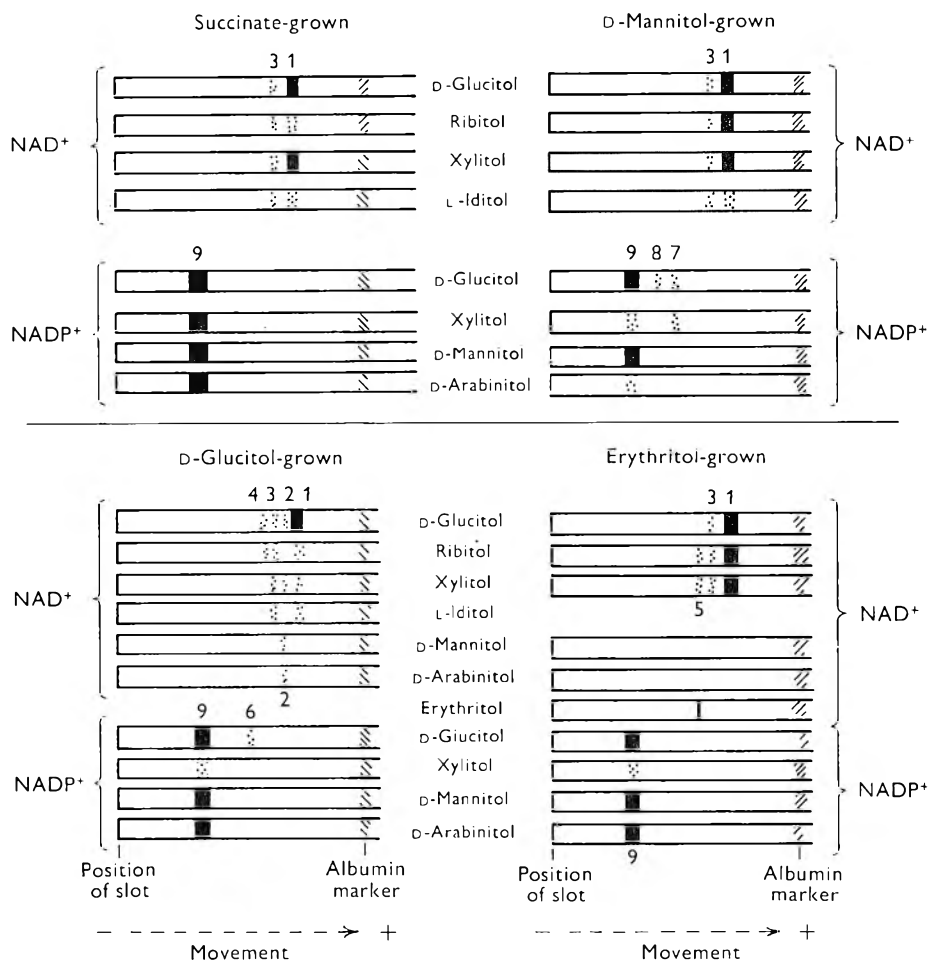 Succinate-grown
D-Mannitol-grown
3 1
3 1
NAD⁺
D-Glucitol
Ribitol
Xylitol
L-Iditol
NAD⁺
9
9 8 7
NADP⁺
D-Glucitol
Xylitol
D-Mannitol
D-Arabinitol
NADP⁺
D-Glucitol-grown
Erythritol-grown
4 3 2 1
3 1
NAD⁺
D-Glucitol
Ribitol
Xylitol
L-Iditol
5
D-Mannitol
D-Arabinitol
2
Erythritol
NAD⁺
9 6
NADP⁺
D-Glucitol
Xylitol
D-Mannitol
D-Arabinitol
NADP⁺
9
Position of slot
Albumin marker
Position of slot
Albumin marker
+
+
Movement
Movement